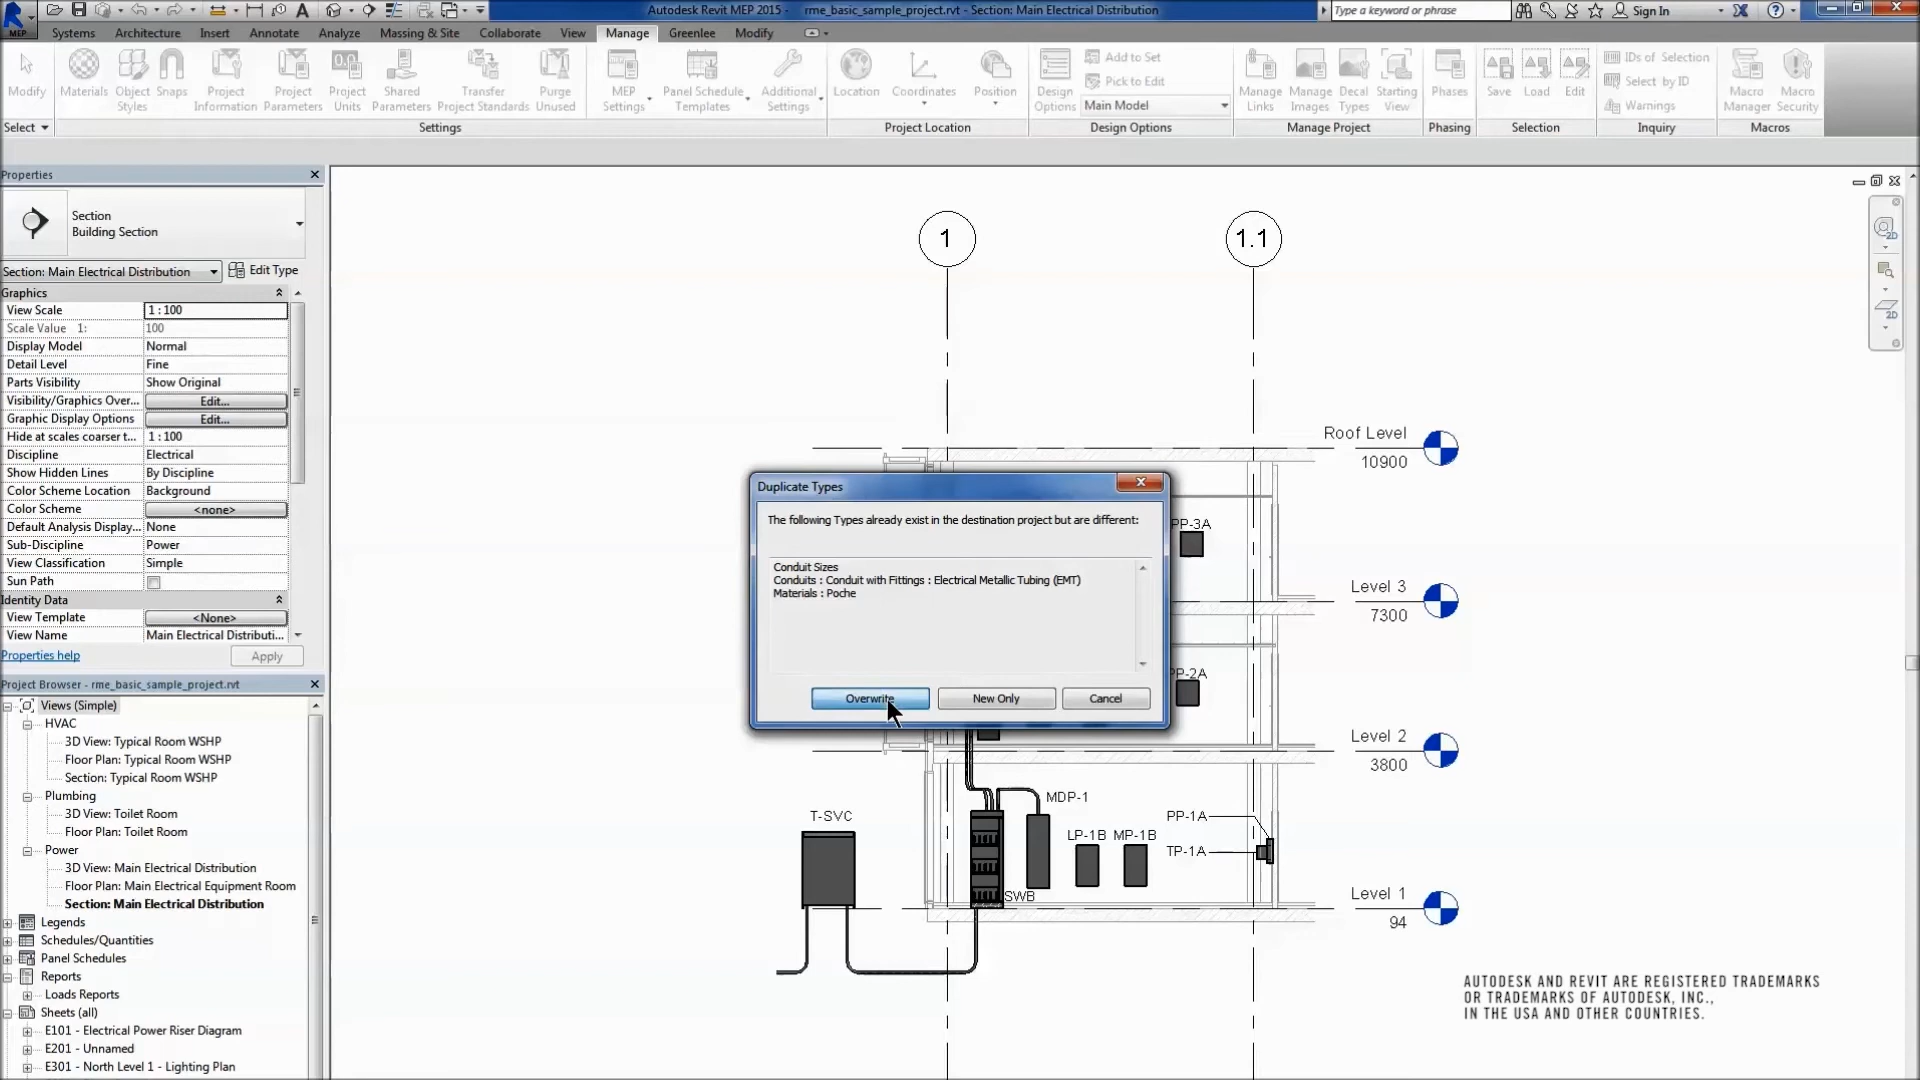 Autodesk Revit MEP 2015 - rme_basic_sample_project.rvt - Section: Main Electrical Distribution
Type a keyword or phrase
Sign In
MEP
Systems Architecture Insert Annotate Analyze Massing & Site Collaborate View Manage Greenlee Modify
Modify
Materials
Object Styles
Snaps
Project Information
Project Parameters
Project Units
Shared Parameters
Transfer Project Standards
Purge Unused
MEP Settings
Panel Schedule Templates
Additional Settings
Location
Coordinates
Position
Design Options
Add to Set
Pick to Edit
Main Model
Manage Links
Manage Images
Decal Types
Starting View
Phases
Save
Load
Edit
IDs of Selection
Select by ID
Warnings
Macro Manager
Macro Security
Select
Settings
Project Location
Design Options
Manage Project
Phasing
Selection
Inquiry
Macros
Properties
Section
Building Section
Section: Main Electrical Distribution
Edit Type
Graphics
View Scale 1 : 100
Scale Value 1: 100
Display Model Normal
Detail Level Fine
Parts Visibility Show Original
Visibility/Graphics Over... Edit...
Graphic Display Options Edit...
Hide at scales coarser t... 1 : 100
Discipline Electrical
Show Hidden Lines By Discipline
Color Scheme Location Background
Color Scheme <none>
Default Analysis Display... None
Sub-Discipline Power
View Classification Simple
Sun Path
Identity Data
View Template <None>
View Name Main Electrical Distributi...
Properties help
Apply
Project Browser - rme_basic_sample_project.rvt
Views (Simple)
HVAC
3D View: Typical Room WSHP
Floor Plan: Typical Room WSHP
Section: Typical Room WSHP
Plumbing
3D View: Toilet Room
Floor Plan: Toilet Room
Power
3D View: Main Electrical Distribution
Floor Plan: Main Electrical Equipment Room
Section: Main Electrical Distribution
Legends
Schedules/Quantities
Panel Schedules
Reports
Loads Reports
Sheets (all)
E101 - Electrical Power Riser Diagram
E201 - Unnamed
E301 - North Level 1 - Lighting Plan
1
1.1
2D
2D
Roof Level
10900
PP-3A
Level 3
7300
PP-2A
Level 2
3800
Duplicate Types
The following Types already exist in the destination project but are different:
Conduit Sizes
Conduits : Conduit with Fittings : Electrical Metallic Tubing (EMT)
Materials : Poche
Overwrite
New Only
Cancel
T-SVC
MDP-1
LP-1B
MP-1B
PP-1A
TP-1A
SWB
Level 1
94
AUTODESK AND REVIT ARE REGISTERED TRADEMARKS
OR TRADEMARKS OF AUTODESK, INC.,
IN THE USA AND OTHER COUNTRIES.